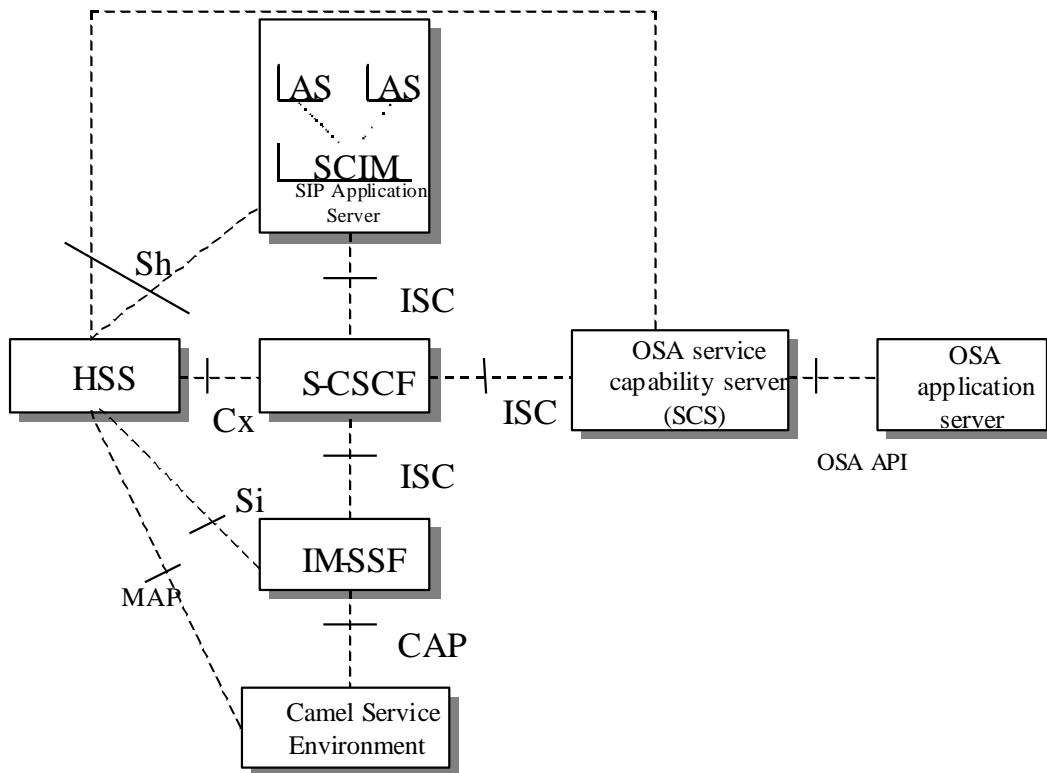 AS AS
SCIM
SIP Application
Server
Sh
ISC
HSS
S-CSCF
OSA service
capability server
(SCS)
OSA
application
server
Cx
ISC
OSA API
ISC
Si
IM-SSF
MAP
CAP
Camel Service
Environment